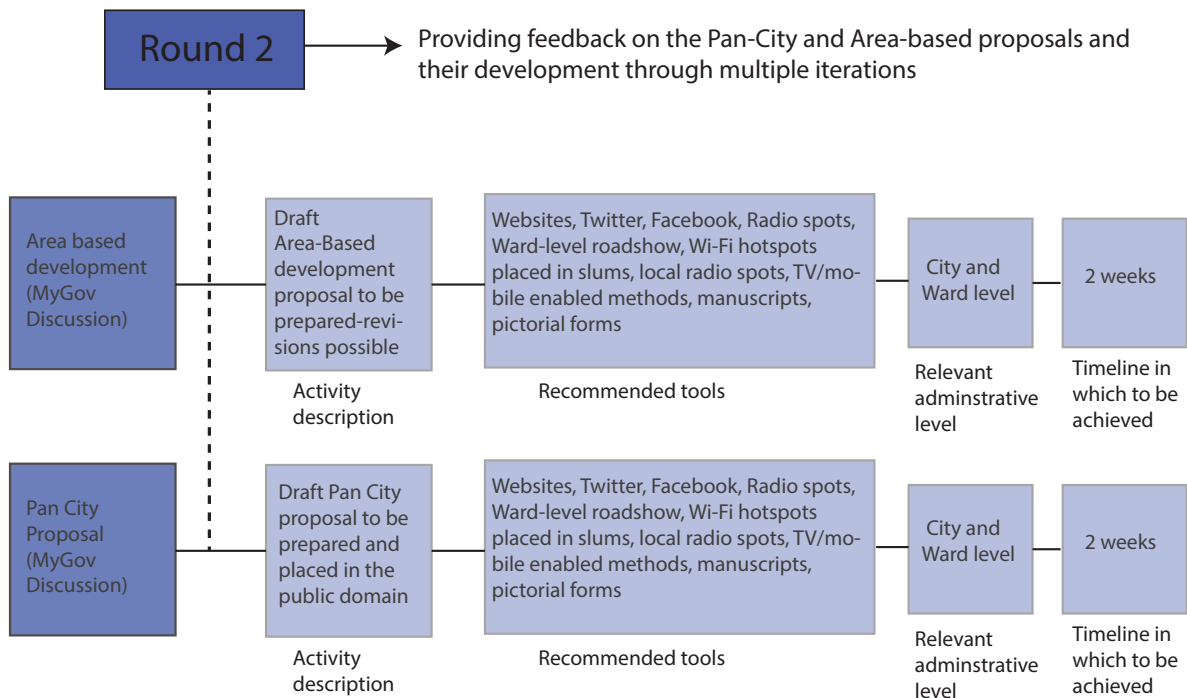 Round 2
Providing feedback on the Pan-City and Area-based proposals and
their development through multiple iterations
Area based
development
(MyGov
Discussion)
Draft
Area-Based
development
proposal to be
prepared-revi-
sions possible
Websites, Twitter, Facebook, Radio spots,
Ward-level roadshow, Wi-Fi hotspots
placed in slums, local radio spots, TV/mo-
bile enabled methods, manuscripts,
pictorial forms
City and
Ward level
2 weeks
Activity
description
Recommended tools
Relevant
adminstrative
level
Timeline in
which to be
achieved
Pan City
Proposal
(MyGov
Discussion)
Draft Pan City
proposal to be
prepared and
placed in the
public domain
Websites, Twitter, Facebook, Radio spots,
Ward-level roadshow, Wi-Fi hotspots
placed in slums, local radio spots, TV/mo-
bile enabled methods, manuscripts,
pictorial forms
City and
Ward level
2 weeks
Activity
description
Recommended tools
Relevant
adminstrative
level
Timeline in
which to be
achieved